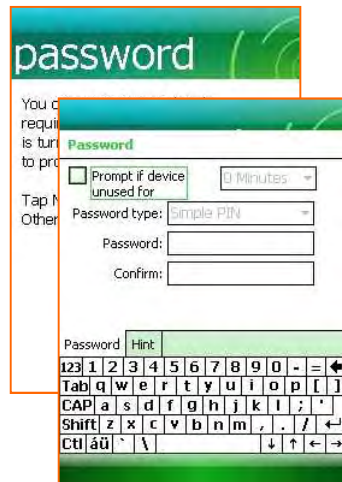 password
You
requi
is tur
to pro
Tap N
Other
Password
Prompt if device
unused for
0 Minutes
Password type: Simple PIN
Password:
Confirm:
Password Hint
123 1 2 3 4 5 6 7 8 9 0 - = ←
Tab q w e r t y u i o p [ ]
CAP a s d f g h j k l ; '
Shift z x c v b n m , . / ↵
Ctl áü ` \ ↓ ↑ ← →